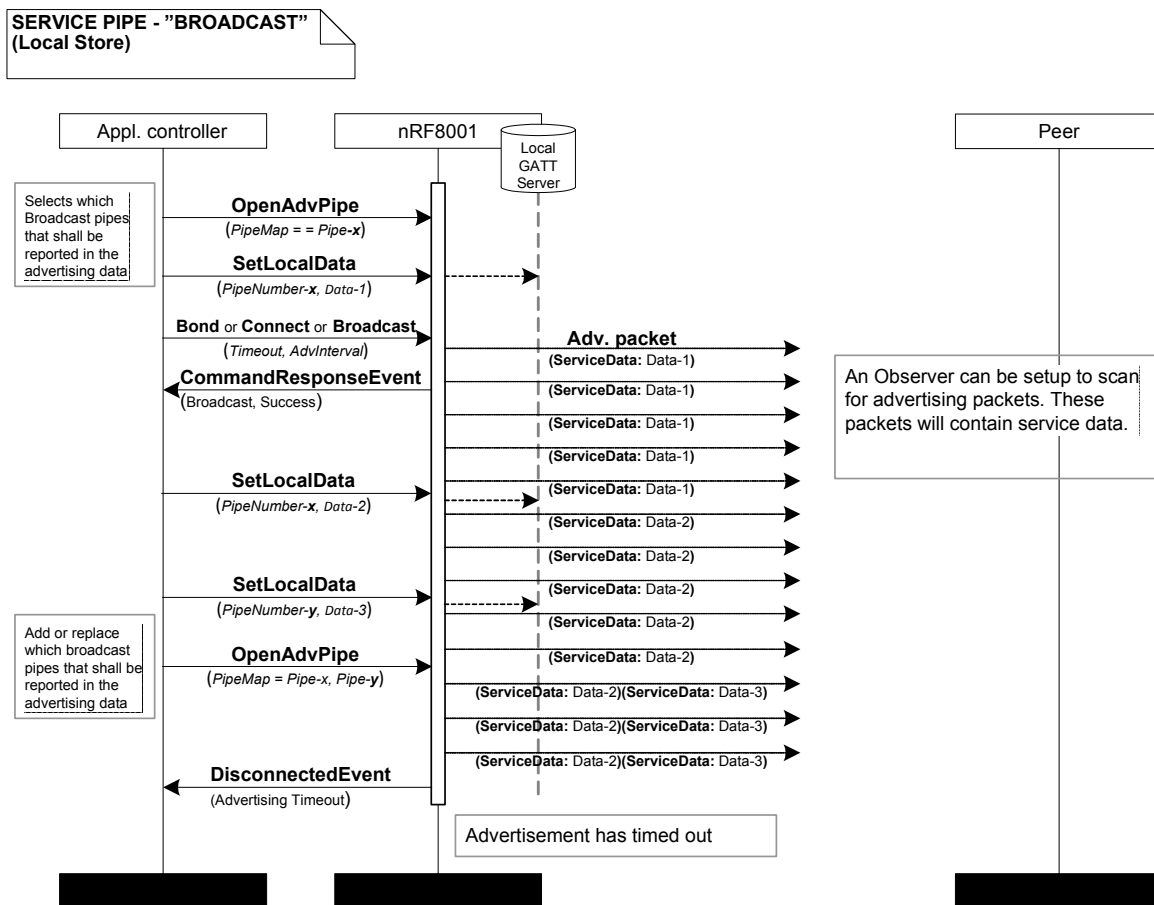 SERVICE PIPE - ”BROADCAST”
(Local Store)
Appl. controller
nRF8001
Peer
Local
GATT
Server
Selects which
Broadcast pipes
that shall be
reported in the
advertising data
OpenAdvPipe
(PipeMap = = Pipe-x)
SetLocalData
(PipeNumber-x, Data-1)
Bond or Connect or Broadcast
(Timeout, AdvInterval)
Adv. packet
(ServiceData: Data-1)
CommandResponseEvent
(Broadcast, Success)
(ServiceData: Data-1)
(ServiceData: Data-1)
(ServiceData: Data-1)
An Observer can be setup to scan
for advertising packets. These
packets will contain service data.
SetLocalData
(PipeNumber-x, Data-2)
(ServiceData: Data-1)
(ServiceData: Data-2)
(ServiceData: Data-2)
SetLocalData
(PipeNumber-y, Data-3)
(ServiceData: Data-2)
(ServiceData: Data-2)
Add or replace
which broadcast
pipes that shall be
reported in the
advertising data
OpenAdvPipe
(PipeMap = Pipe-x, Pipe-y)
(ServiceData: Data-2)
(ServiceData: Data-2)(ServiceData: Data-3)
(ServiceData: Data-2)(ServiceData: Data-3)
(ServiceData: Data-2)(ServiceData: Data-3)
DisconnectedEvent
(Advertising Timeout)
Advertisement has timed out